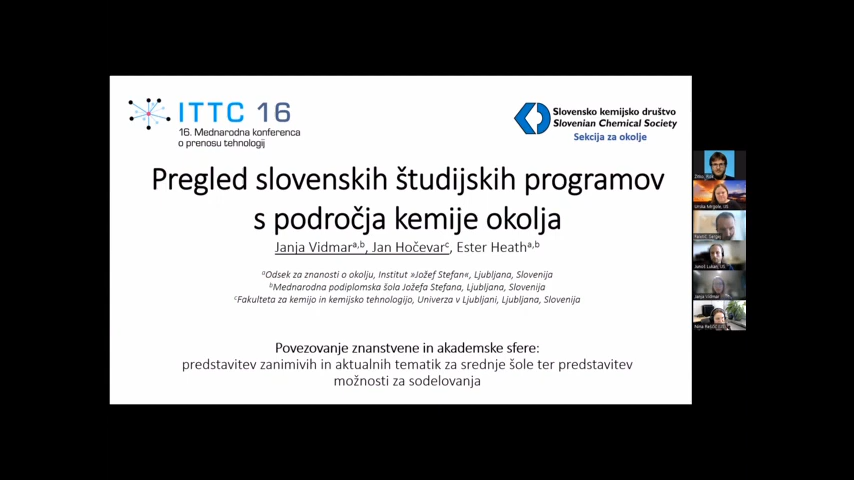 ITTC 16
16. Mednarodna konferenca
o prenosu tehnologij
Slovensko kemijsko društvo
Slovenian Chemical Society
Sekcija za okolje
Pregled slovenskih študijskih programov
s področja kemije okolja
Janja Vidmarᵃ,ᵇ, Jan Hočevarᶜ, Ester Heathᵃ,ᵇ
ᵃOdsek za znanosti o okolju, Institut »Jožef Stefan«, Ljubljana, Slovenija
ᵇMednarodna podiplomska šola Jožefa Stefana, Ljubljana, Slovenija
ᶜFakulteta za kemijo in kemijsko tehnologijo, Univerza v Ljubljani, Ljubljana, Slovenija
Povezovanje znanstvene in akademske sfere:
predstavitev zanimivih in aktualnih tematik za srednje šole ter predstavitev
možnosti za sodelovanja
Janja Vidmar